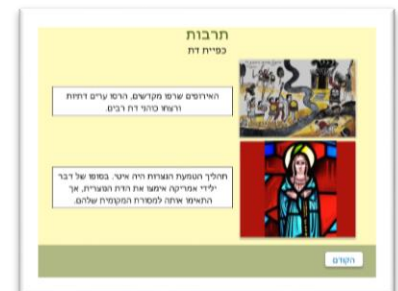 תרבות
כפיית דת
האירופים שרפו מקדשים, הרסו ערים דתיות
ורצחו כוהני דת רבים.
תהליך הטמעת הנצרות היה איטי. בסופו של דבר
ילידי אמריקה אימצו את הדת הנוצרית, אך
התאימו אותה למסורת המקומית שלהם.
הקודם